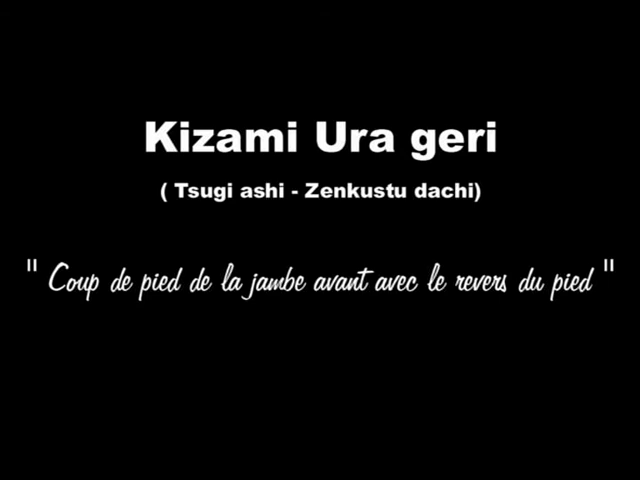 Kizami Ura geri
( Tsugi ashi - Zenkustu dachi)
" Coup de pied de la jambe avant avec le revers du pied "